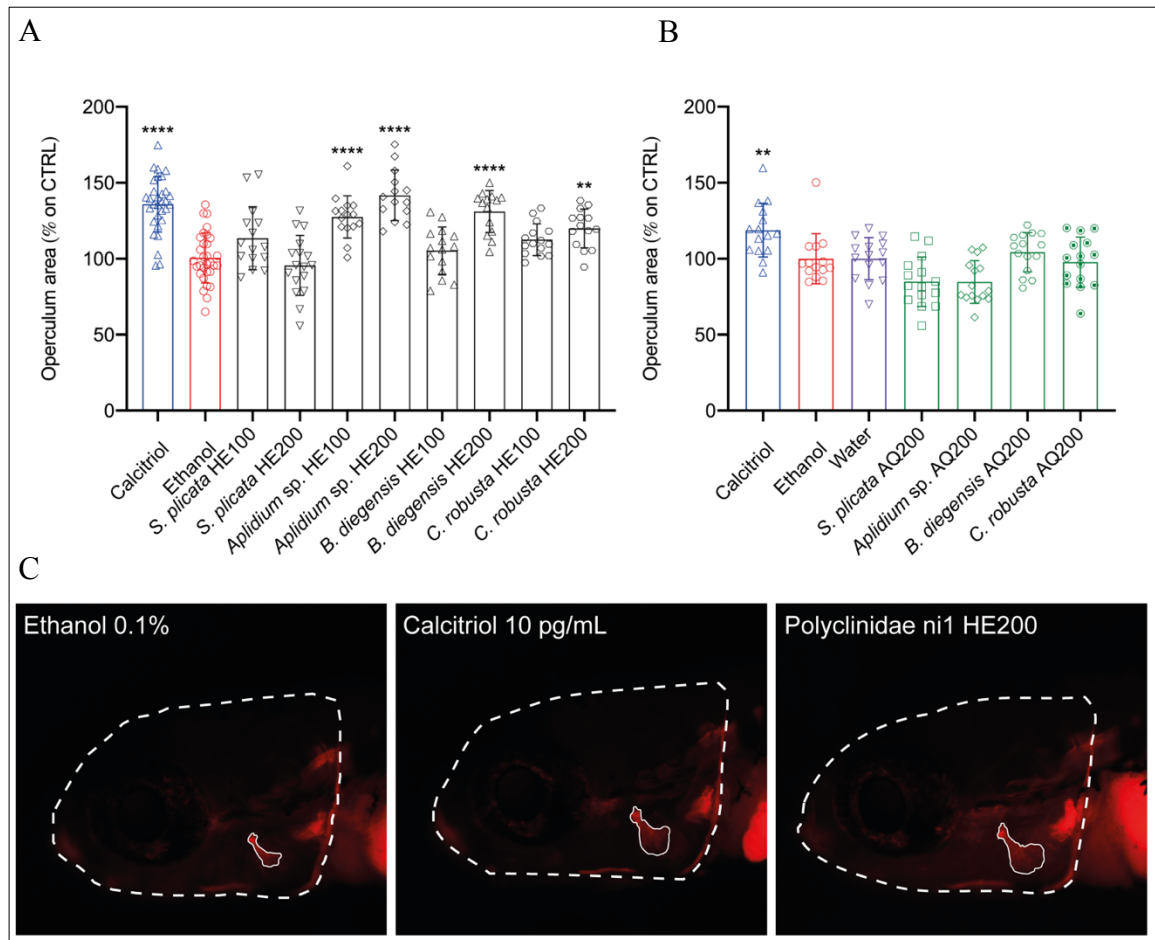 A
Operculum area (% on CTRL)
200
150
100
50
0
****
****
****
****
**
Calcitriol
Ethanol
S. plicata HE100
S. plicata HE200
Aplidium sp. HE100
Aplidium sp. HE200
B. diegensis HE100
B. diegensis HE200
C. robusta HE100
C. robusta HE200
B
Operculum area (% on CTRL)
200
150
100
50
0
**
Calcitriol
Ethanol
Water
S. plicata AQ200
Aplidium sp. AQ200
B. diegensis AQ200
C. robusta AQ200
C
Ethanol 0.1%
Calcitriol 10 pg/mL
Polyclinidae ni1 HE200